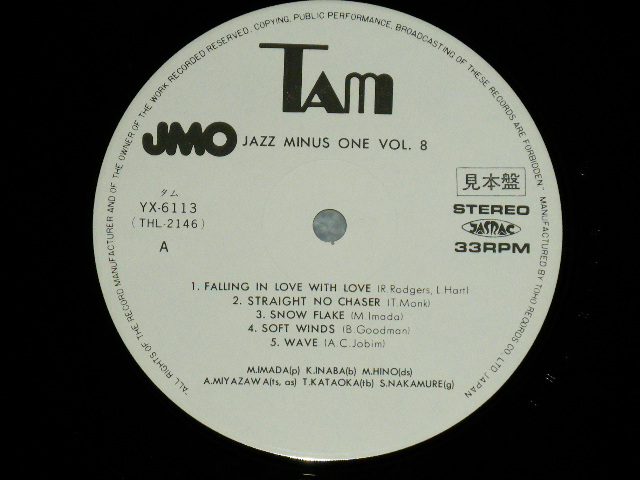 "ALL RIGHTS OF THE RECORD MANUFACTURER AND OF THE OWNER OF THE WORK RECORDED RESERVED. COPYING, PUBLIC PERFORMANCE, BROADCASTING OF THESE RECORDS ARE FORBIDDEN" MANUFACTURED BY TOHO RECORDS CO LTD JAPAN
TAM
JMO JAZZ MINUS ONE VOL. 8
タム
YX-6113
(THL-2146)
A
見本盤
STEREO
JASRAC
33RPM
1. FALLING IN LOVE WITH LOVE (R.Rodgers, L.Hart)
2. STRAIGHT NO CHASER (T.Monk)
3. SNOW FLAKE (M.Imada)
4. SOFT WINDS (B.Goodman)
5. WAVE (A.C.Jobim)
M.IMADA(p) K.INABA(b) M.HINO(ds)
A.MIYAZAWA(ts, as) T.KATAOKA(tb) S.NAKAMURE(g)